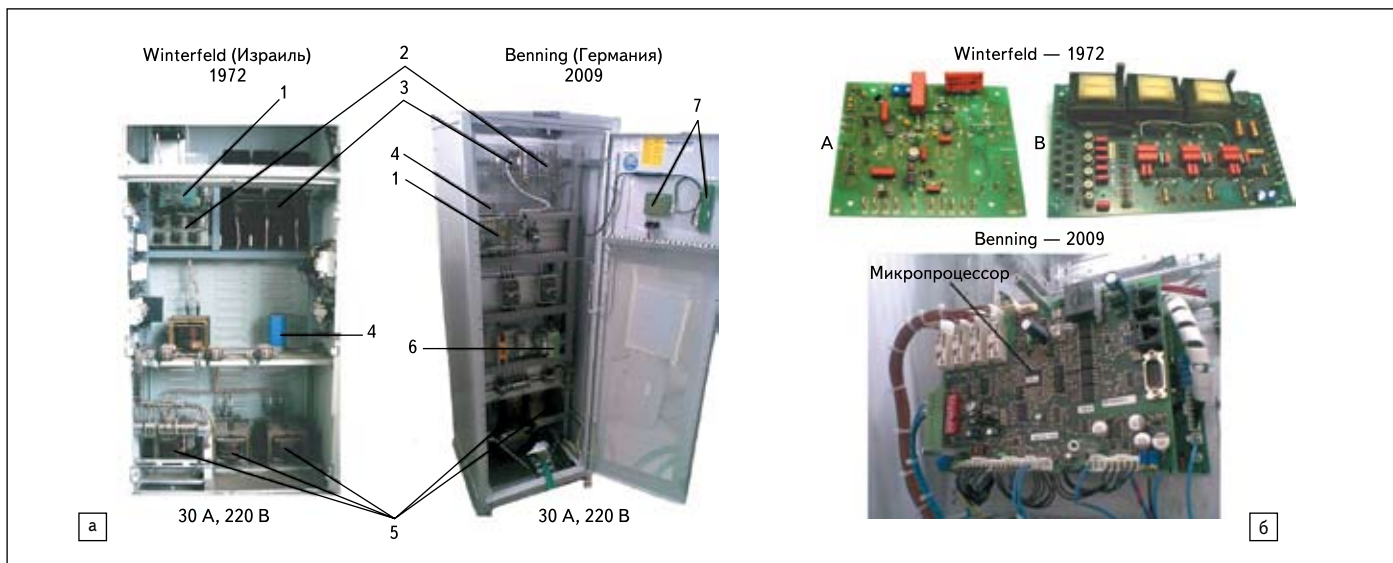 Winterfeld (Израиль)
1972
1
2
3
Benning (Германия)
2009
7
4
1
4
6
30 А, 220 В
5
30 А, 220 В
а
Winterfeld — 1972
А
В
Benning — 2009
Микропроцессор
б